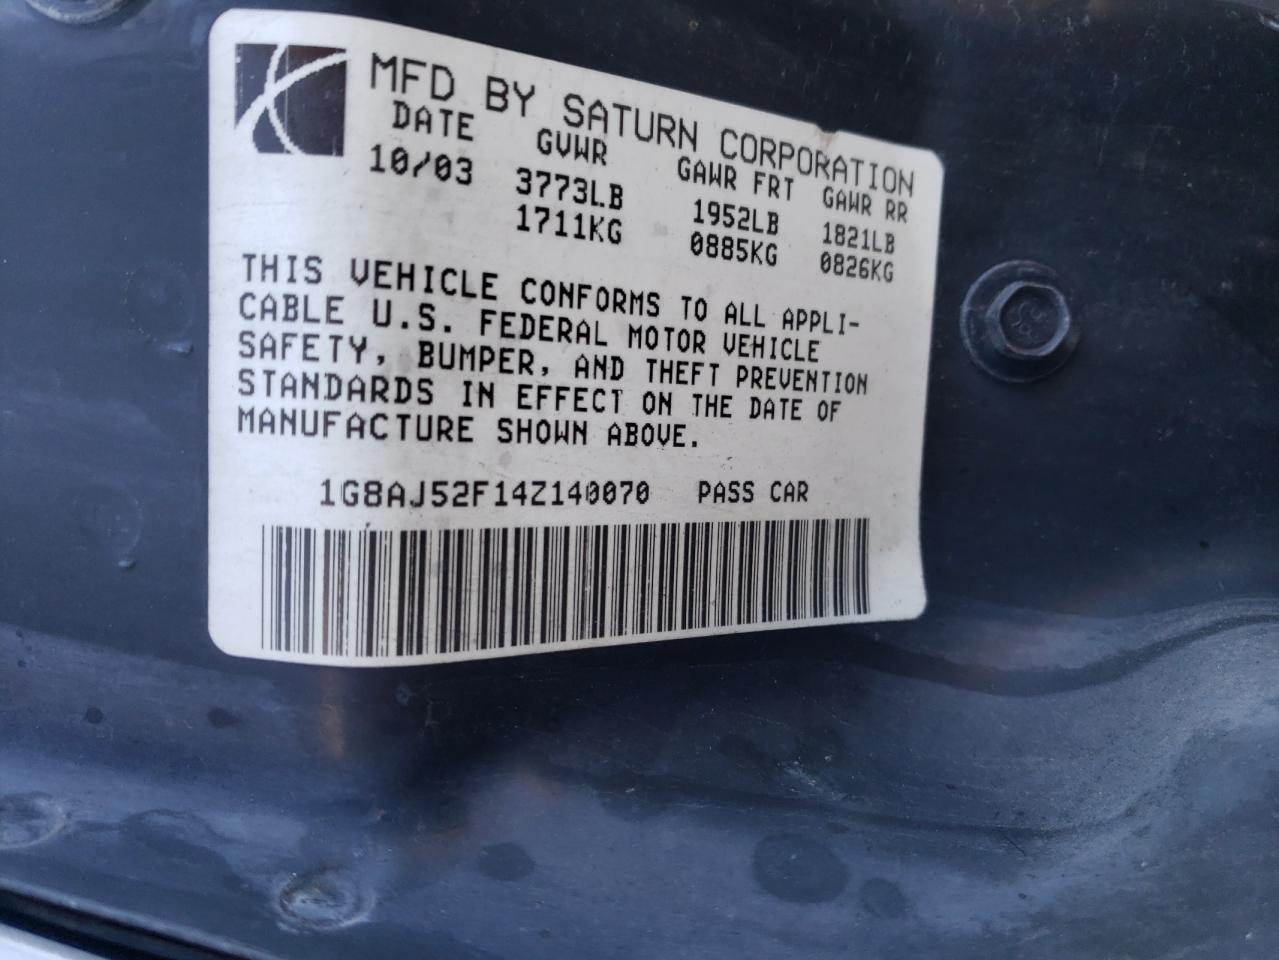 MFD BY SATURN CORPORATION
DATE GVWR GAWR FRT GAWR RR
10/03 3773LB 1952LB 1821LB
1711KG 0885KG 0826KG
THIS VEHICLE CONFORMS TO ALL APPLI-
CABLE U.S. FEDERAL MOTOR VEHICLE
SAFETY, BUMPER, AND THEFT PREVENTION
STANDARDS IN EFFECT ON THE DATE OF
MANUFACTURE SHOWN ABOVE.
1G8AJ52F14Z140070 PASS CAR